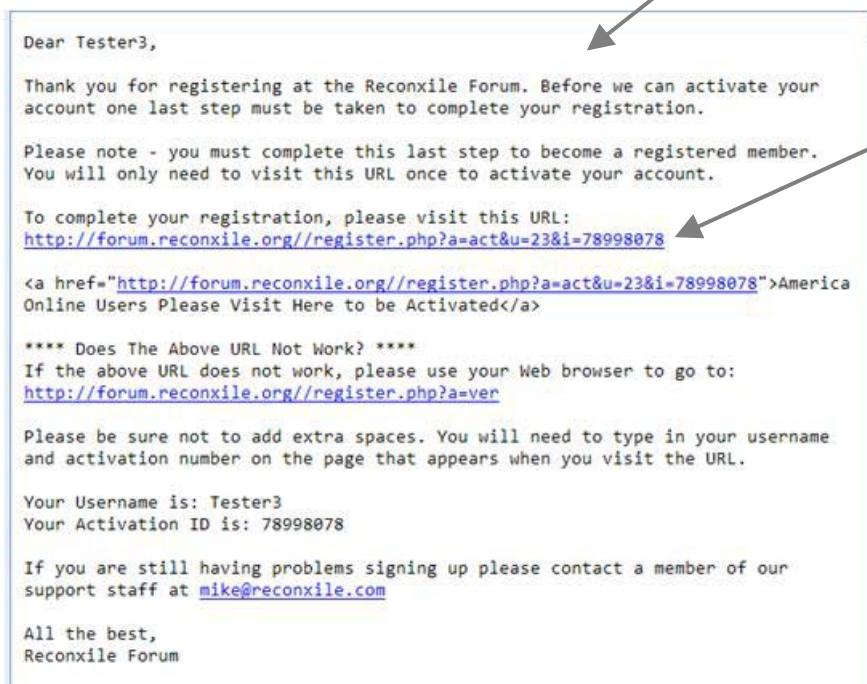 Dear Tester3,
Thank you for registering at the Reconxile Forum. Before we can activate your
account one last step must be taken to complete your registration.
Please note - you must complete this last step to become a registered member.
You will only need to visit this URL once to activate your account.
To complete your registration, please visit this URL:
http://forum.reconxile.org//register.php?a=act&u=23&i=78998078
<a href="http://forum.reconxile.org//register.php?a=act&u=23&i=78998078">America
Online Users Please Visit Here to be Activated</a>
**** Does The Above URL Not Work? ****
If the above URL does not work, please use your Web browser to go to:
http://forum.reconxile.org//register.php?a=ver
Please be sure not to add extra spaces. You will need to type in your username
and activation number on the page that appears when you visit the URL.
Your Username is: Tester3
Your Activation ID is: 78998078
If you are still having problems signing up please contact a member of our
support staff at mike@reconxile.com
All the best,
Reconxile Forum